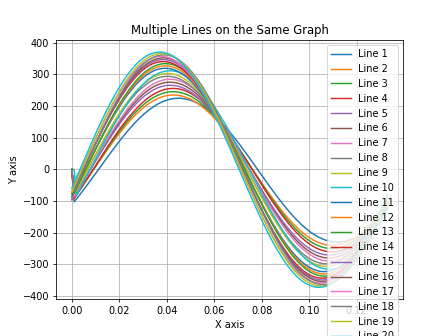 Multiple Lines on the Same Graph
400
300
200
100
0
−100
−200
−300
−400
Y axis
0.00
0.02
0.04
0.06
0.08
0.10
X axis
Line 1
Line 2
Line 3
Line 4
Line 5
Line 6
Line 7
Line 8
Line 9
Line 10
Line 11
Line 12
Line 13
Line 14
Line 15
Line 16
Line 17
Line 18
Line 19
Line 20